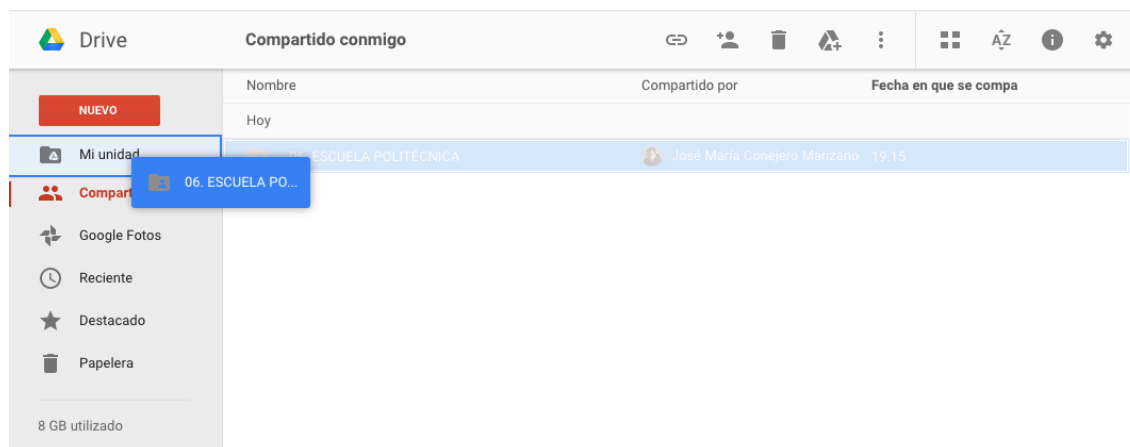 Drive
Compartido conmigo
AZ
NUEVO
Mi unidad
Compart
Google Fotos
Reciente
Destacado
Papelera
8 GB utilizado
Nombre Compartido por Fecha en que se compa
Hoy
06. ESCUELA POLITÉCNICA José María Conejero Manzano 19:15
06. ESCUELA PO...